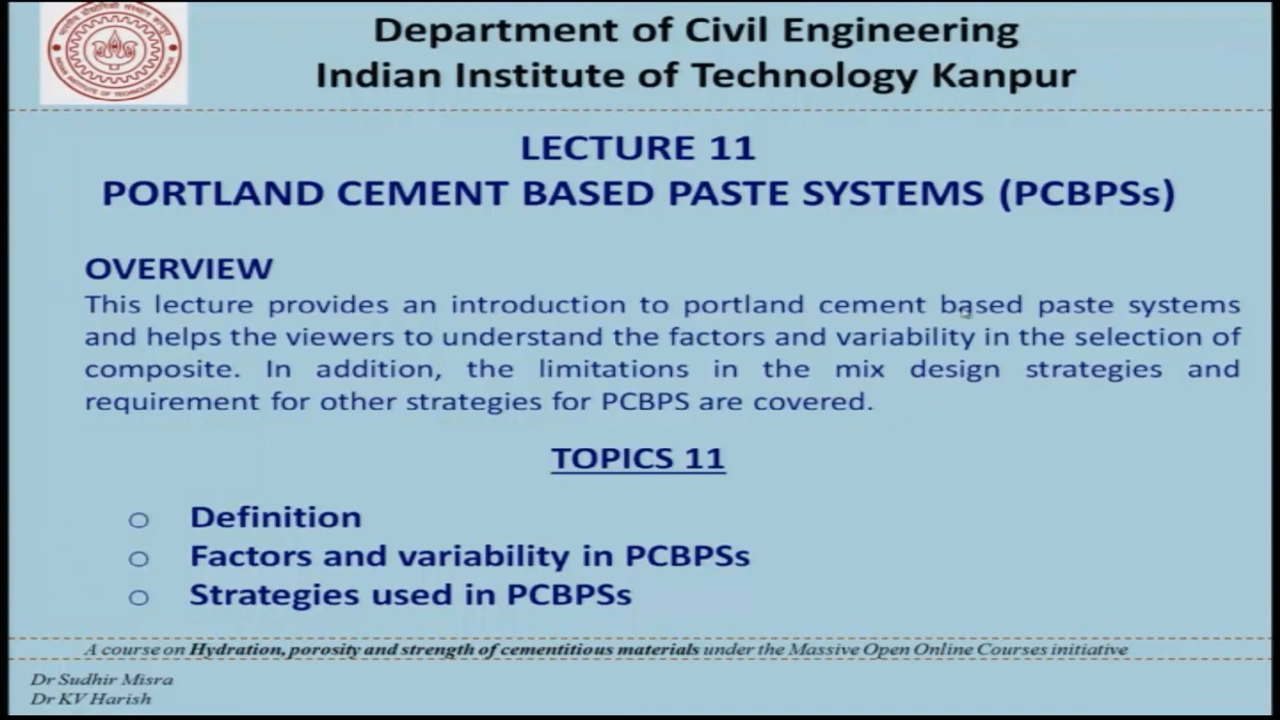 Department of Civil Engineering
Indian Institute of Technology Kanpur
LECTURE 11
PORTLAND CEMENT BASED PASTE SYSTEMS (PCBPSs)
OVERVIEW
This lecture provides an introduction to portland cement based paste systems
and helps the viewers to understand the factors and variability in the selection of
composite. In addition, the limitations in the mix design strategies and
requirement for other strategies for PCBPS are covered.
TOPICS 11
o Definition
o Factors and variability in PCBPSs
o Strategies used in PCBPSs
A course on Hydration, porosity and strength of cementitious materials under the Massive Open Online Courses initiative
Dr Sudhir Misra
Dr KV Harish